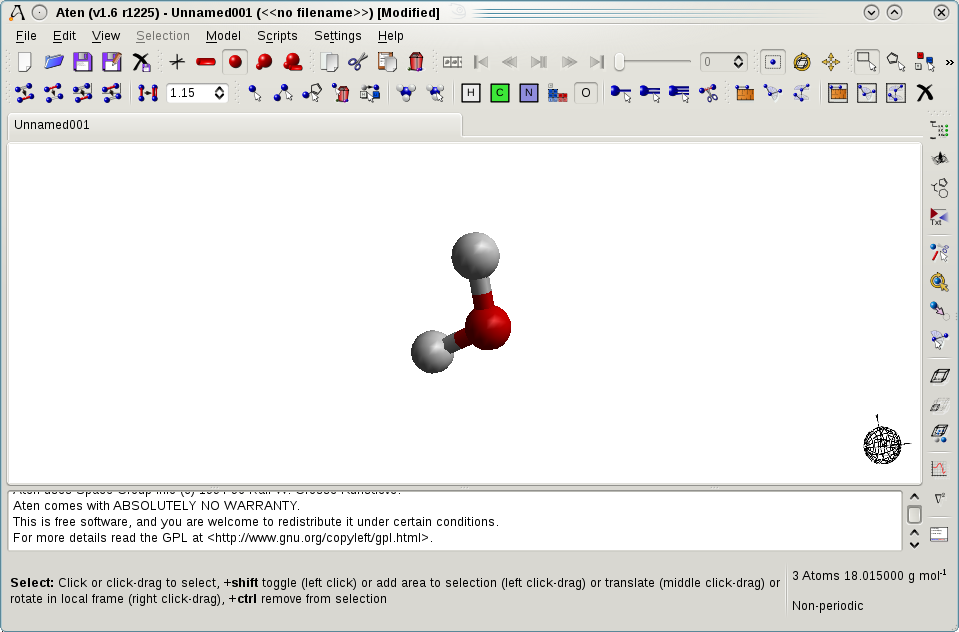 Aten (v1.6 r1225) - Unnamed001 (<<no filename>>) [Modified]
File Edit View Selection Model Scripts Settings Help
0
»
1.15 H C N O
Unnamed001
Txt
Aten comes with ABSOLUTELY NO WARRANTY.
This is free software, and you are welcome to redistribute it under certain conditions.
For more details read the GPL at <http://www.gnu.org/copyleft/gpl.html>.
Select: Click or click-drag to select, +shift toggle (left click) or add area to selection (left click-drag) or translate (middle click-drag) or
rotate in local frame (right click-drag), +ctrl remove from selection
3 Atoms 18.015000 g mol⁻¹
Non-periodic